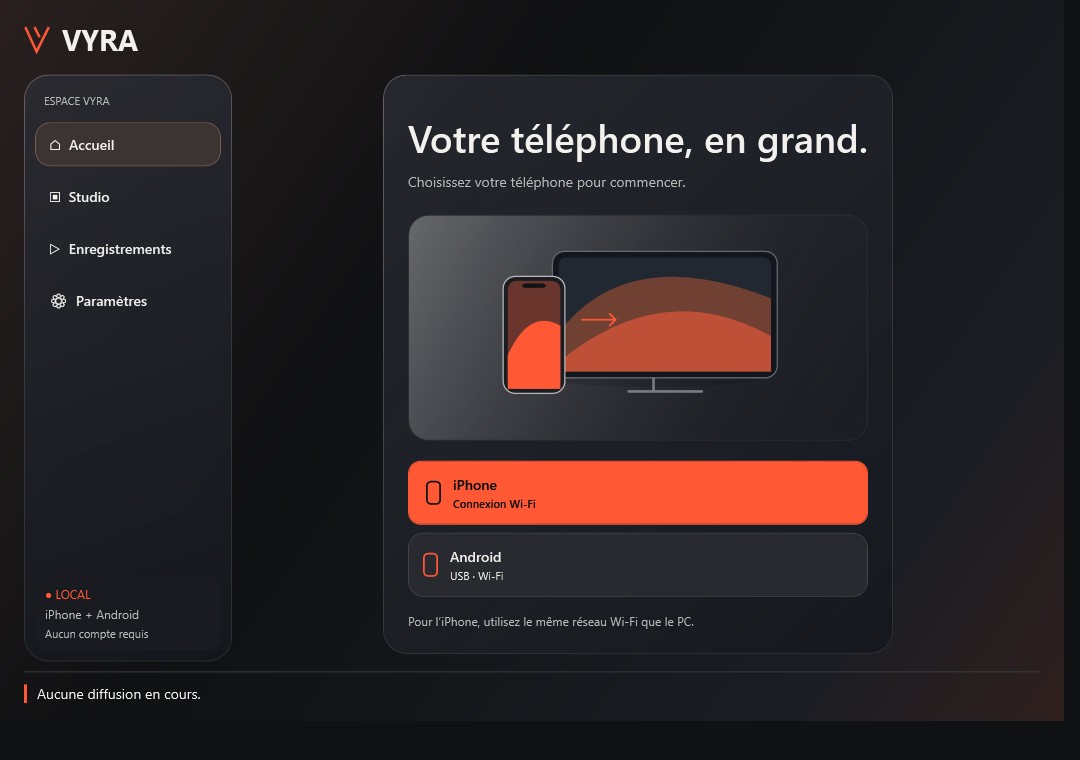 VYRA
ESPACE VYRA
Accueil
Studio
Enregistrements
Paramètres
● LOCAL
iPhone + Android
Aucun compte requis
Votre téléphone, en grand.
Choisissez votre téléphone pour commencer.
iPhone
Connexion Wi-Fi
Android
USB · Wi-Fi
Pour l’iPhone, utilisez le même réseau Wi-Fi que le PC.
Aucune diffusion en cours.